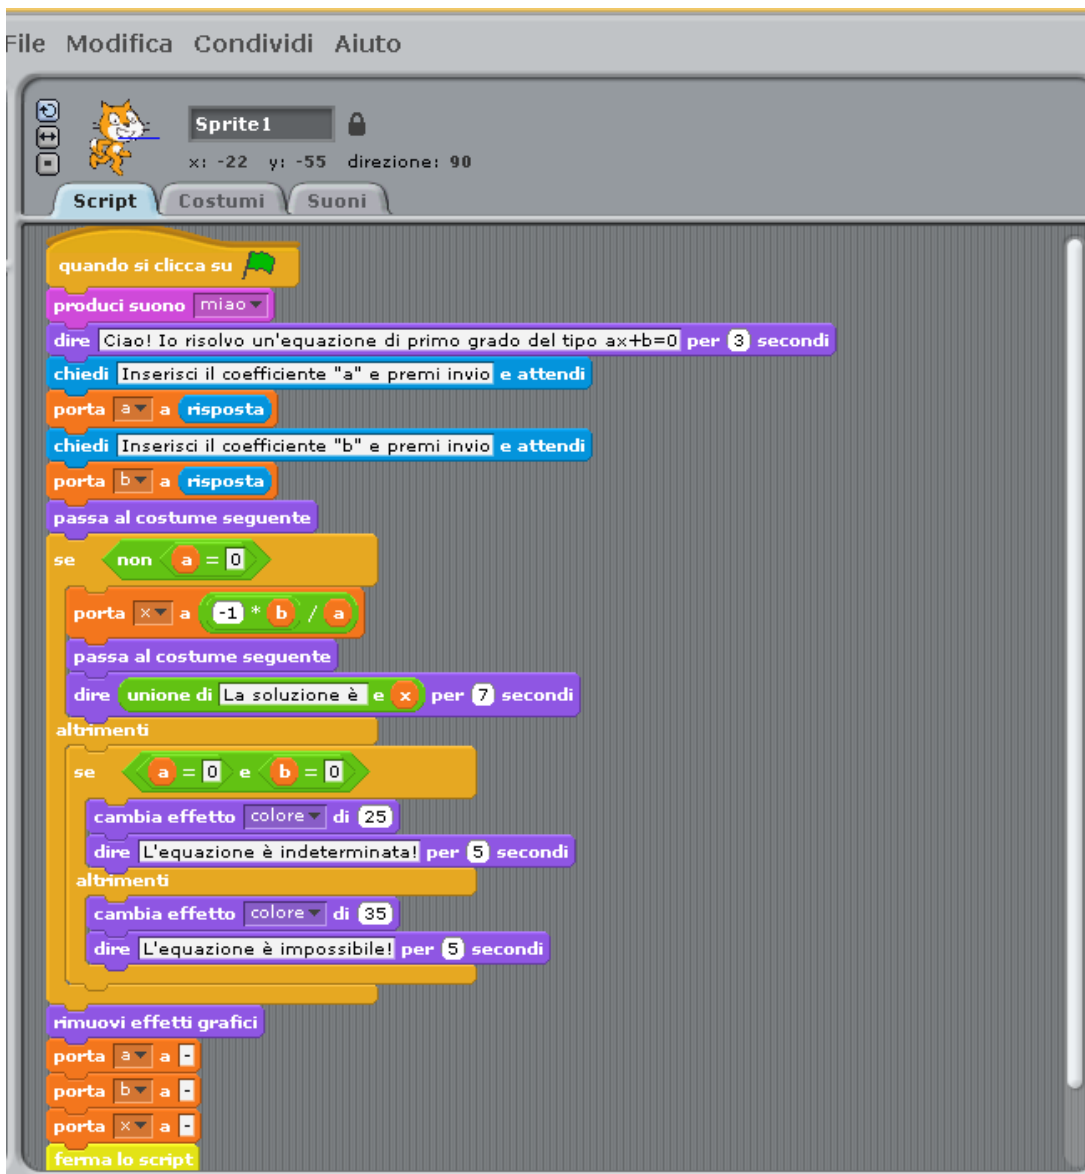 File Modifica Condividi Aiuto
Sprite1
x: -22 y: -55 direzione: 90
Script Costumi Suoni
quando si clicca su
produci suono miao
dire Ciao! Io risolvo un'equazione di primo grado del tipo ax+b=0 per 3 secondi
chiedi Inserisci il coefficiente "a" e premi invio e attendi
porta a a risposta
chiedi Inserisci il coefficiente "b" e premi invio e attendi
porta b a risposta
passa al costume seguente
se non a = 0
porta x a -1 * b / a
passa al costume seguente
dire unione di La soluzione è e x per 7 secondi
altrimenti
se a = 0 e b = 0
cambia effetto colore di 25
dire L'equazione è indeterminata! per 5 secondi
altrimenti
cambia effetto colore di 35
dire L'equazione è impossibile! per 5 secondi
rimuovi effetti grafici
porta a a -
porta b a -
porta x a -
ferma lo script